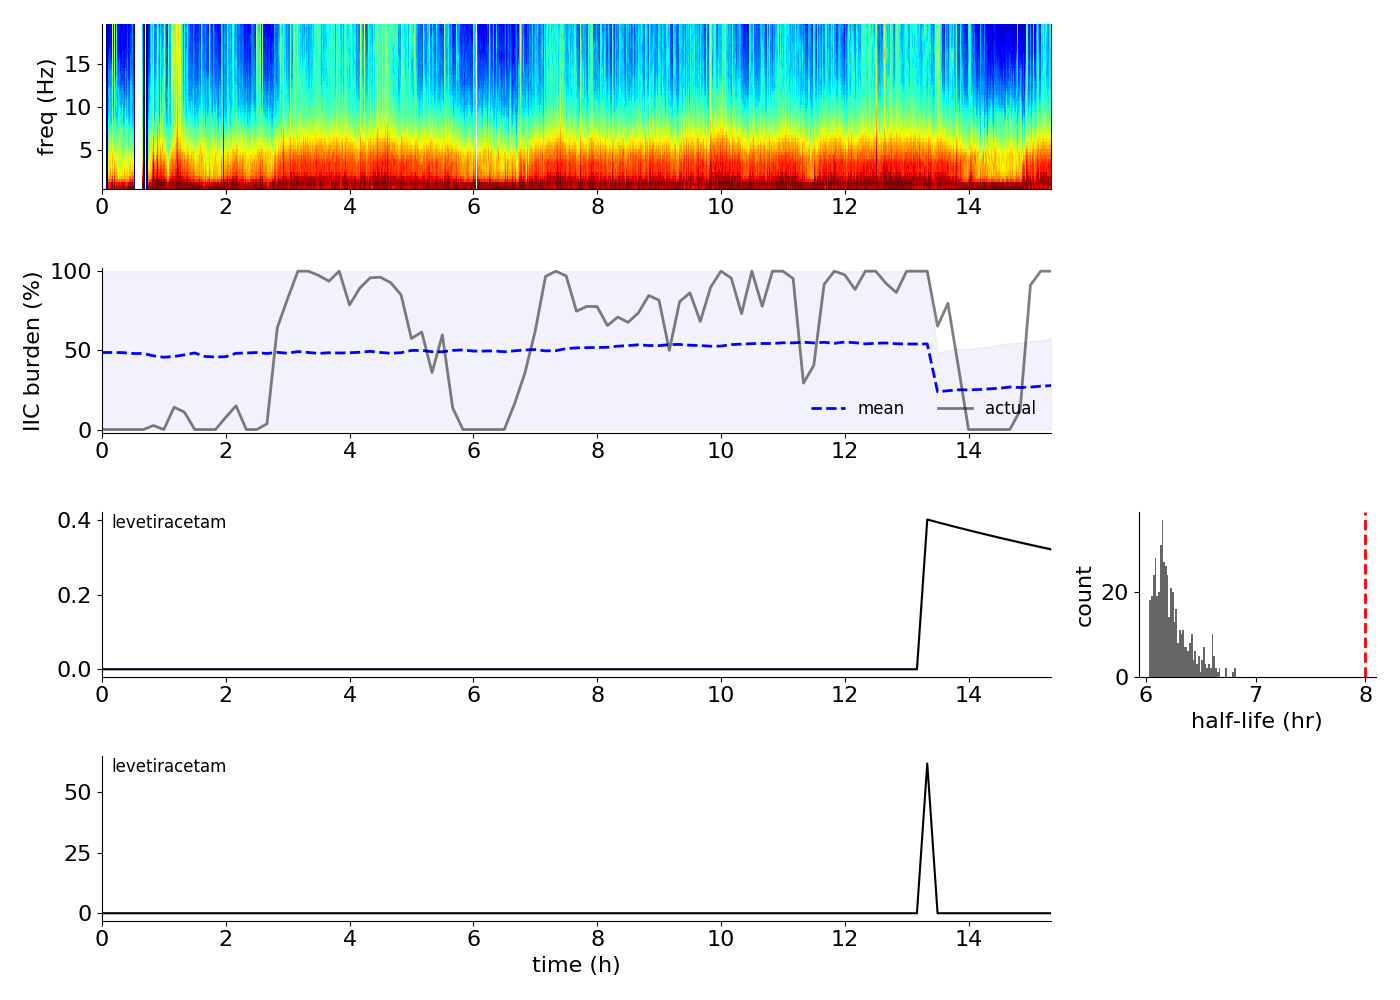 freq (Hz)
15
10
5
0 2 4 6 8 10 12 14
IIC burden (%)
100
50
0
mean actual
0 2 4 6 8 10 12 14
levetiracetam
0.4
0.2
0.0
0 2 4 6 8 10 12 14
count
20
0
6 7 8
half-life (hr)
levetiracetam
50
25
0
0 2 4 6 8 10 12 14
time (h)